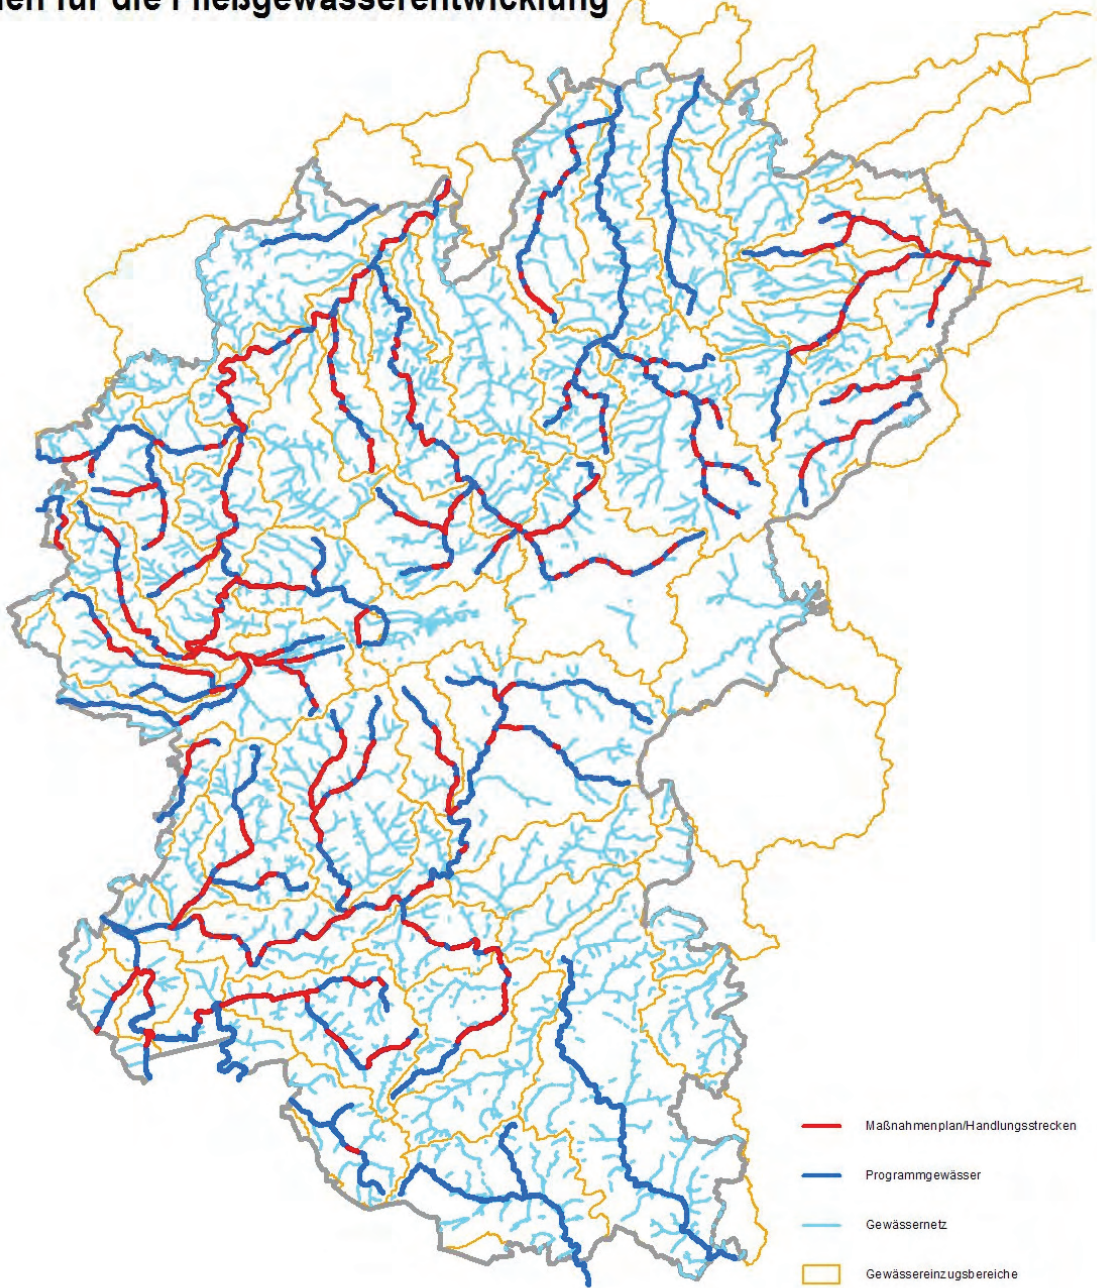 für die Fließgewässerentwicklung
Maßnahmenplan/Handlungsstrecken
Programmgewässer
Gewässernetz
Gewässereinzugsbereiche